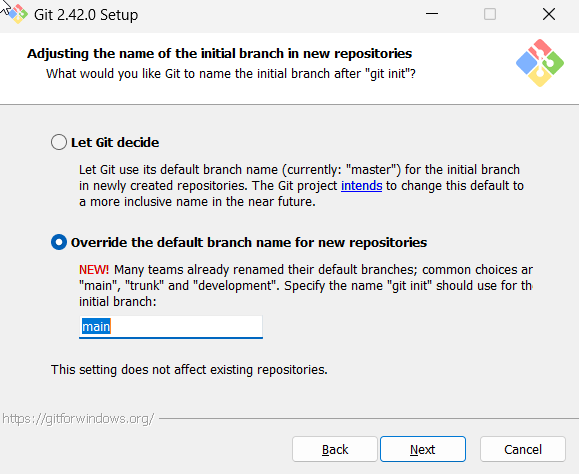 Git 2.42.0 Setup
Adjusting the name of the initial branch in new repositories
What would you like Git to name the initial branch after "git init"?
Let Git decide
Let Git use its default branch name (currently: "master") for the initial branch
in newly created repositories. The Git project intends to change this default to
a more inclusive name in the near future.
Override the default branch name for new repositories
NEW! Many teams already renamed their default branches; common choices ar
"main", "trunk" and "development". Specify the name "git init" should use for the
initial branch:
main
This setting does not affect existing repositories.
https://gitforwindows.org/
Back
Next
Cancel